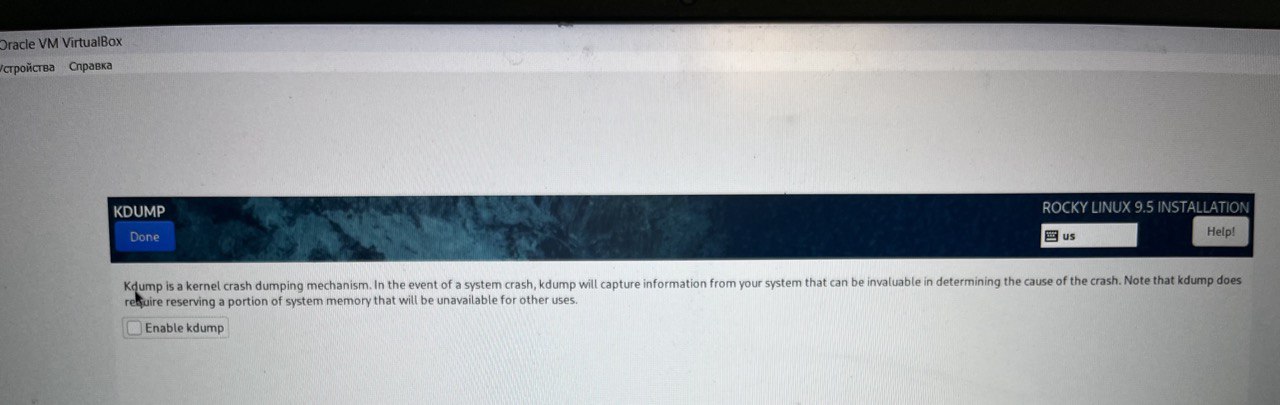 Oracle VM VirtualBox
Устройства Справка
KDUMP
ROCKY LINUX 9.5 INSTALLATION
Done
us
Help!
Kdump is a kernel crash dumping mechanism. In the event of a system crash, kdump will capture information from your system that can be invaluable in determining the cause of the crash. Note that kdump does
require reserving a portion of system memory that will be unavailable for other uses.
Enable kdump